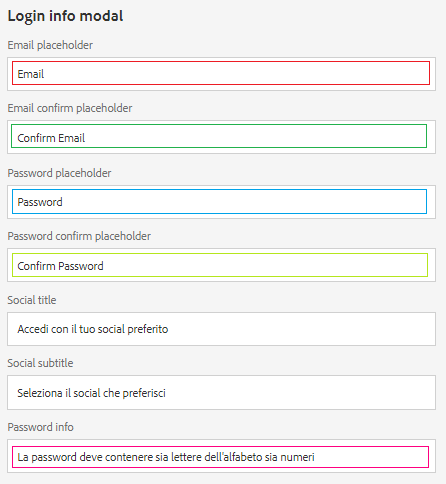 Login info modal
Email placeholder
Email
Email confirm placeholder
Confirm Email
Password placeholder
Password
Password confirm placeholder
Confirm Password
Social title
Accedi con il tuo social preferito
Social subtitle
Seleziona il social che preferisci
Password info
La password deve contenere sia lettere dell'alfabeto sia numeri